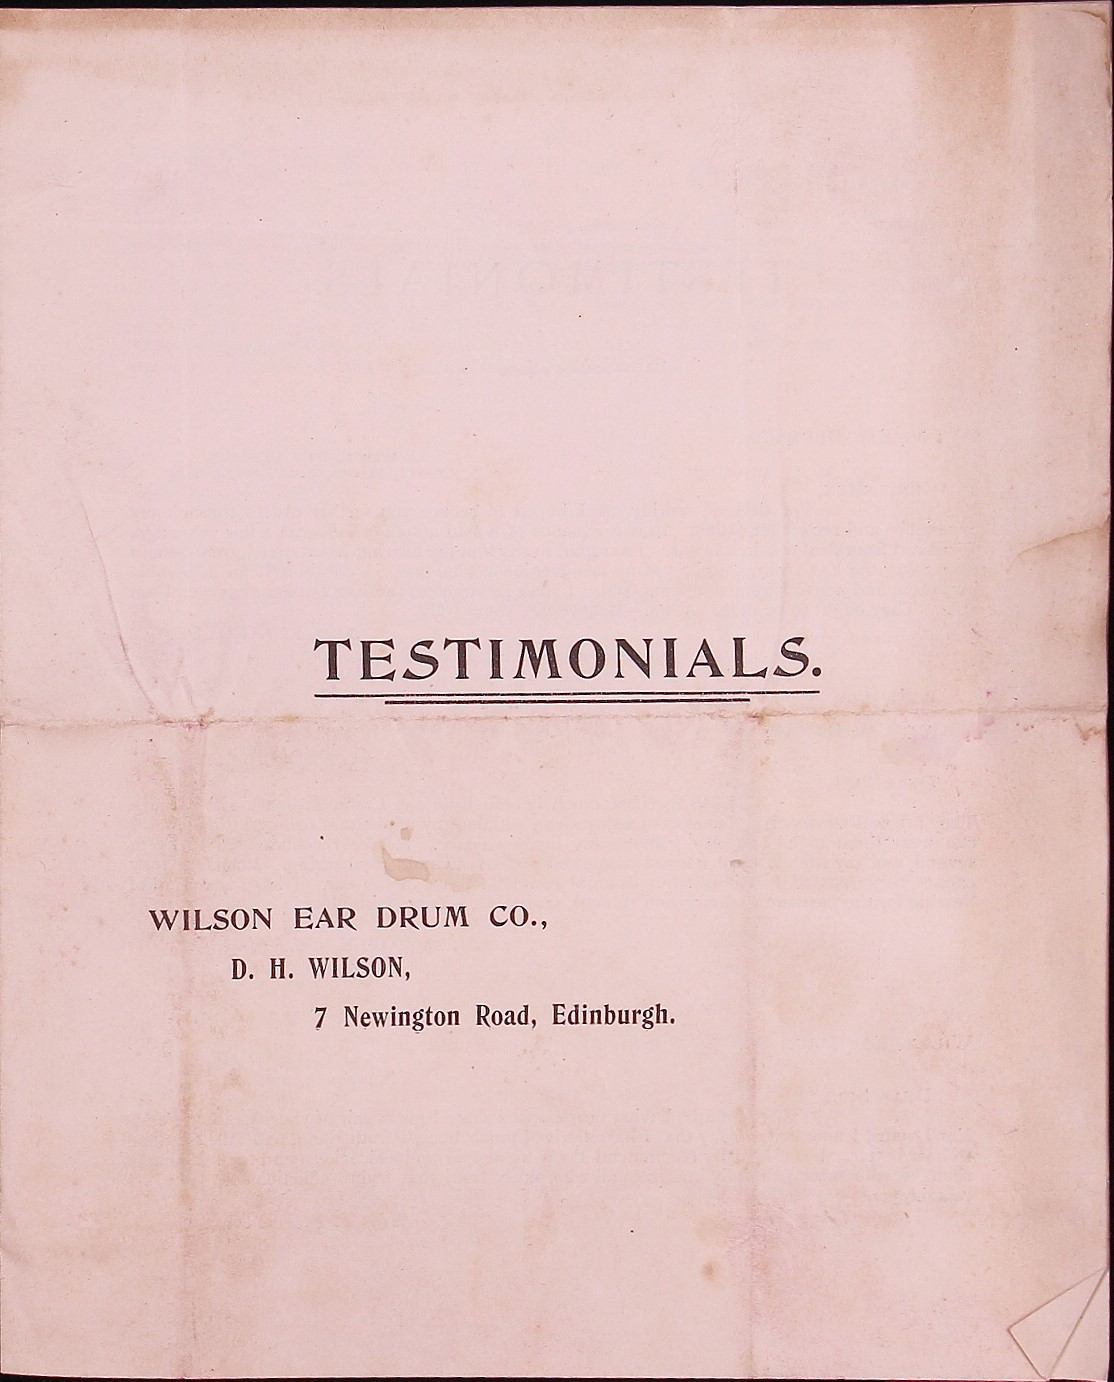 TESTIMONIALS.
WILSON EAR DRUM CO.,
D. H. WILSON,
7 Newington Road, Edinburgh.